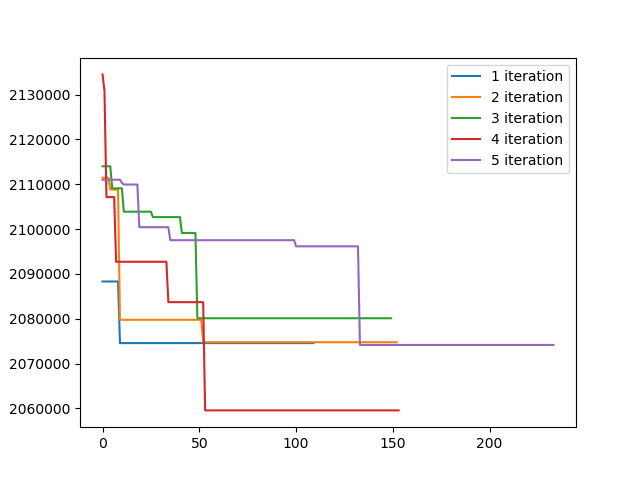 2130000
2120000
2110000
2100000
2090000
2080000
2070000
2060000
0 50 100 150 200
1 iteration
2 iteration
3 iteration
4 iteration
5 iteration